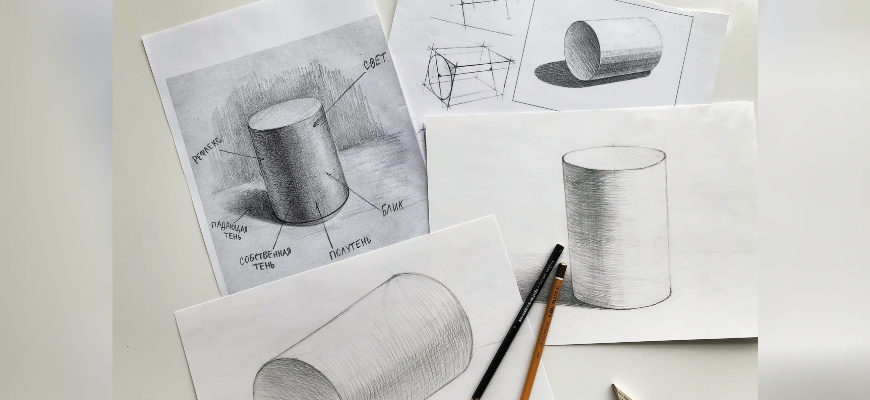 СВЕТ
РЕФЛЕКС
БЛИК
ПАДАЮЩАЯ
ТЕНЬ
СОБСТВЕННАЯ
ТЕНЬ
ПОЛУТЕНЬ